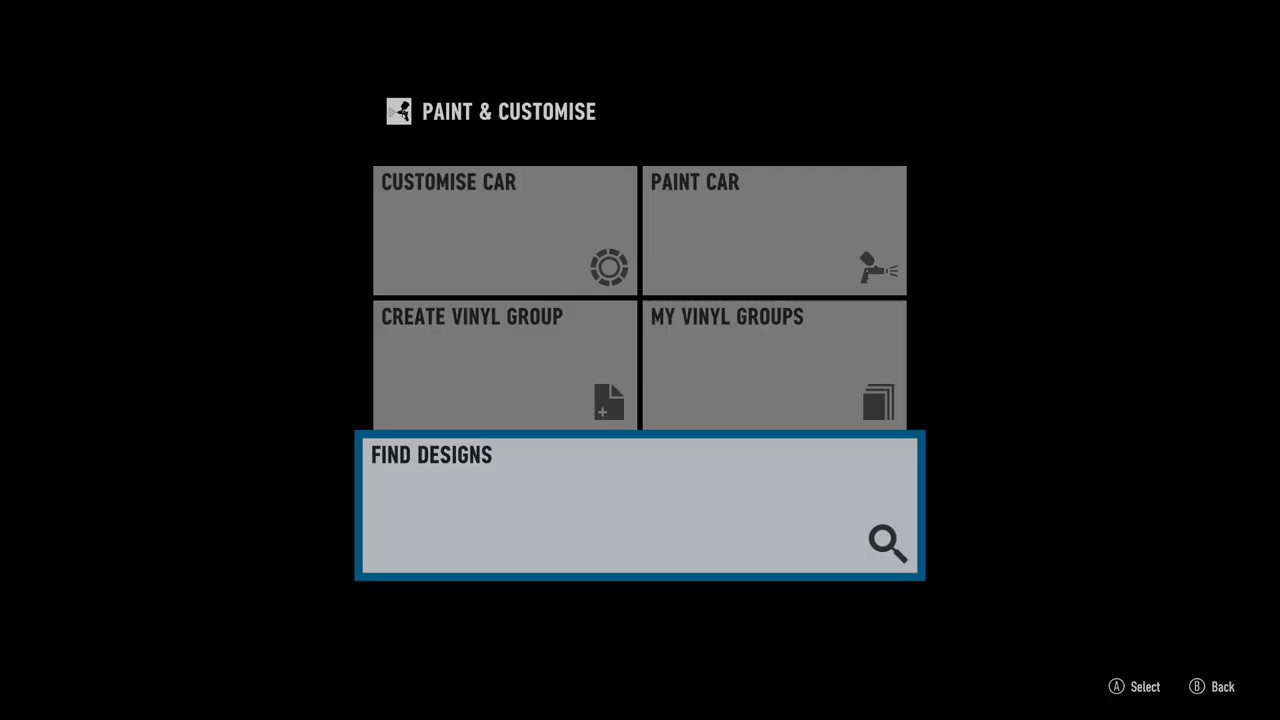 PAINT & CUSTOMISE
CUSTOMISE CAR
PAINT CAR
CREATE VINYL GROUP
MY VINYL GROUPS
FIND DESIGNS
A Select B Back